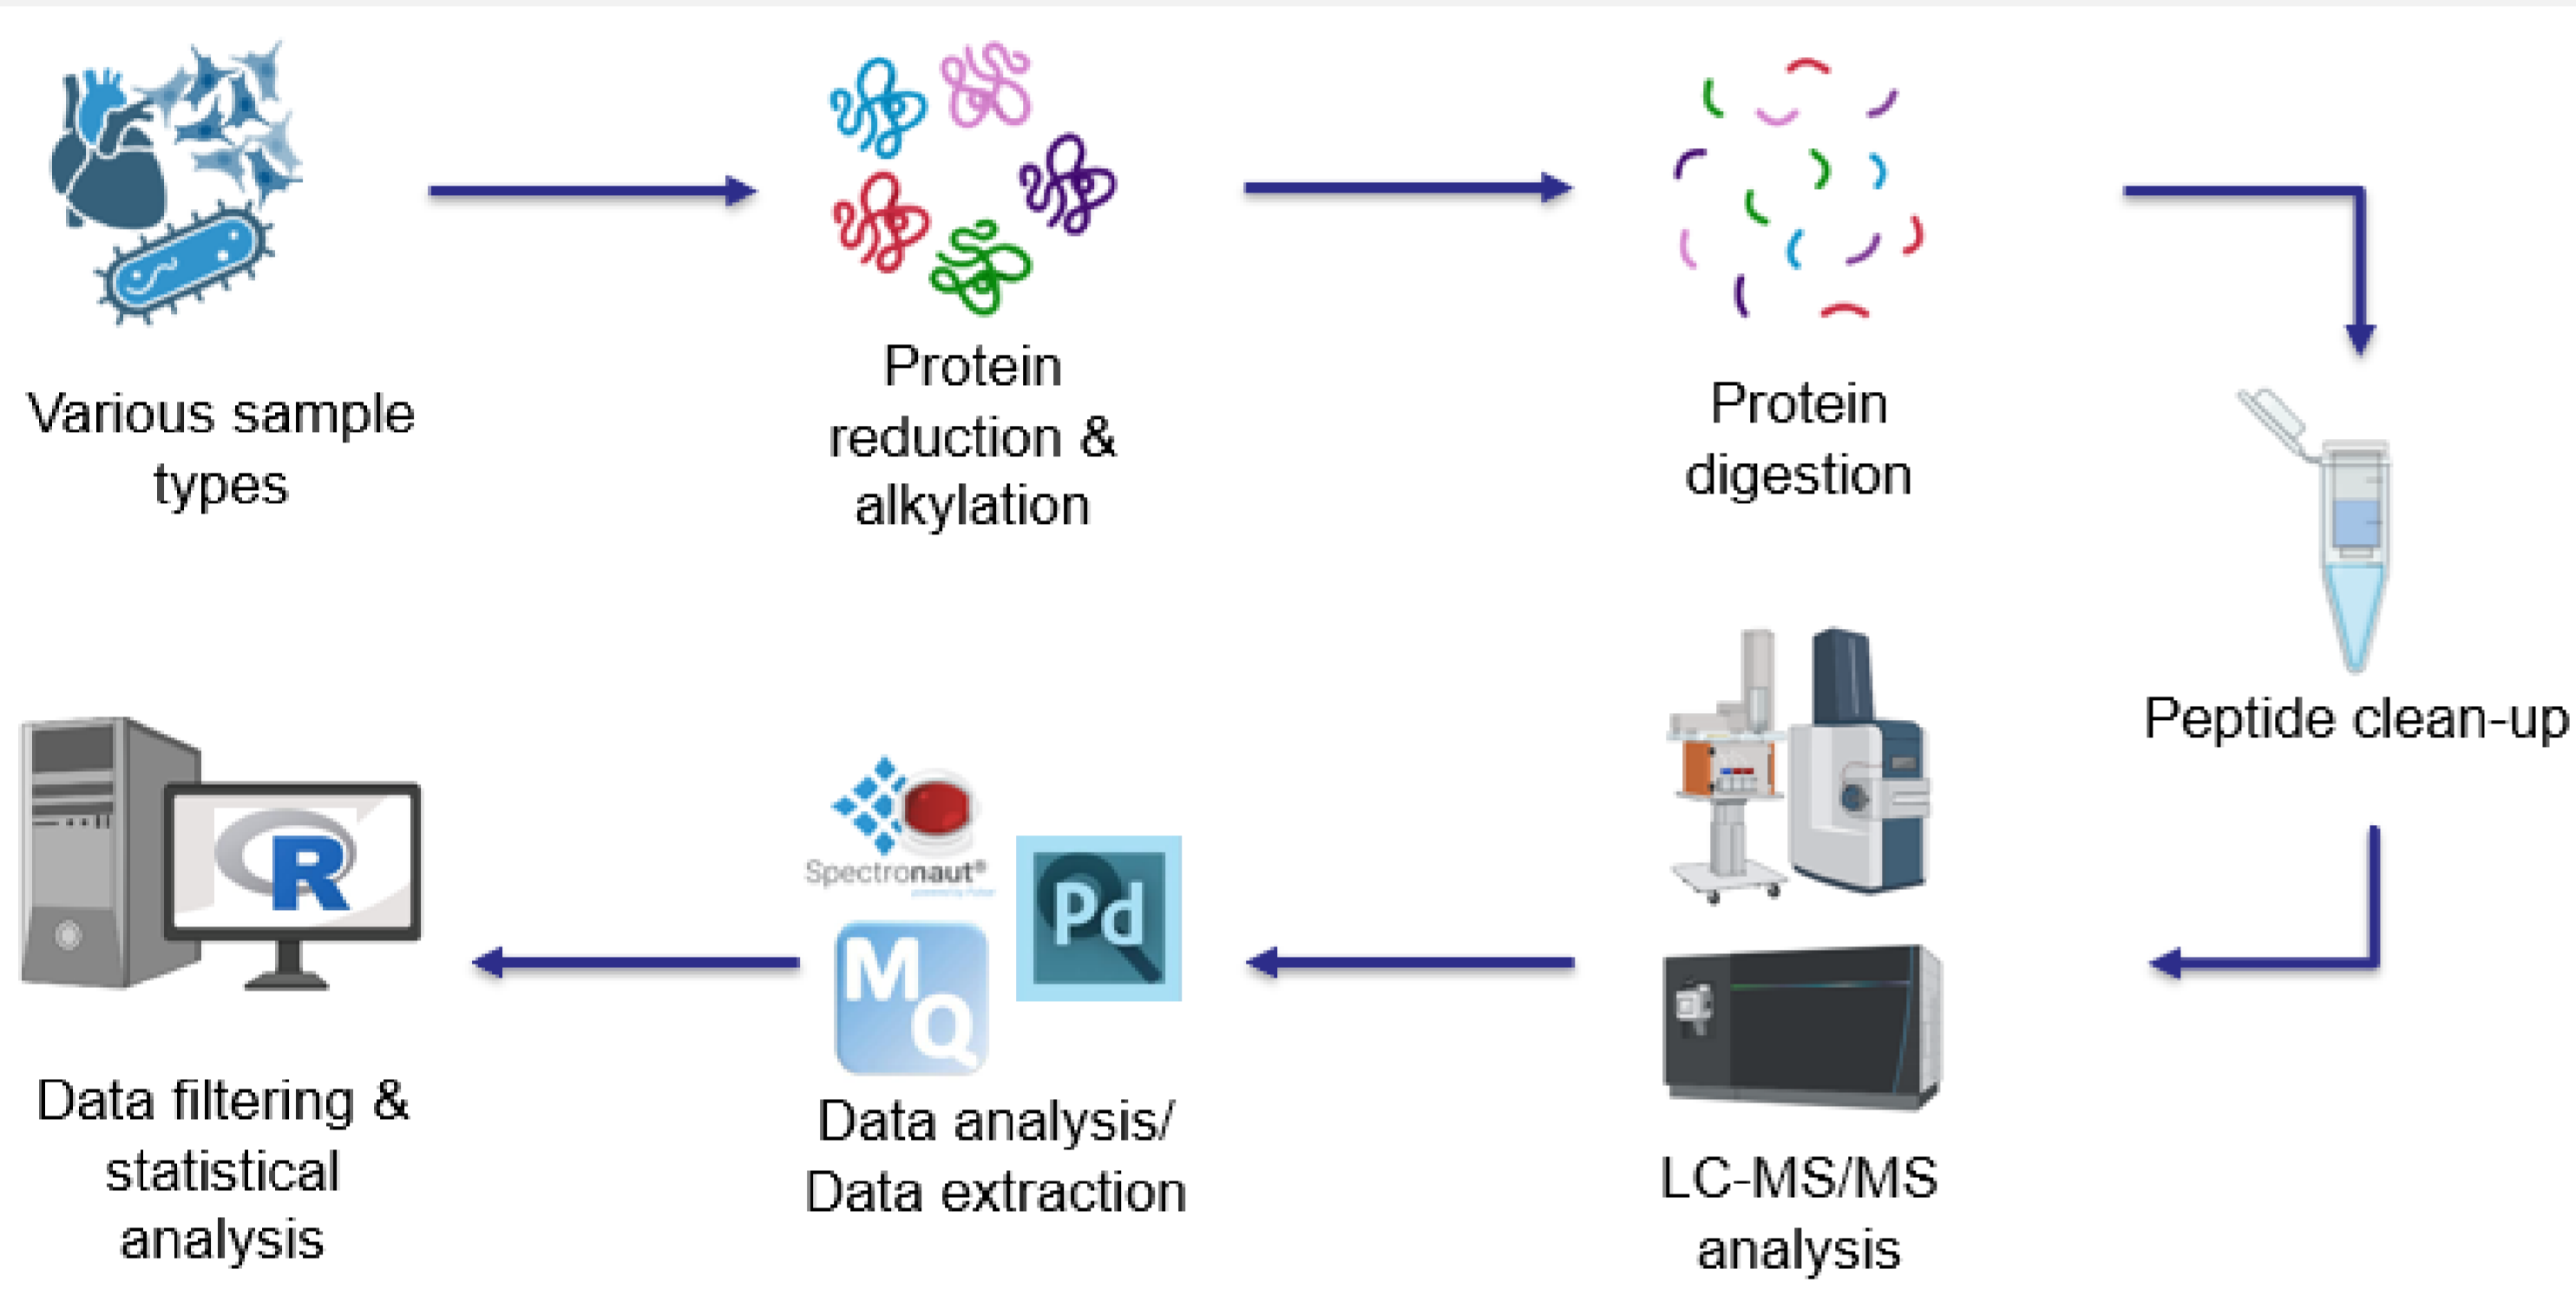 Various sample
types
Protein
reduction &
alkylation
Protein
digestion
Peptide clean-up
LC-MS/MS
analysis
Spectronaut®
Pd
M
Q
Data analysis/
Data extraction
R
Data filtering &
statistical
analysis